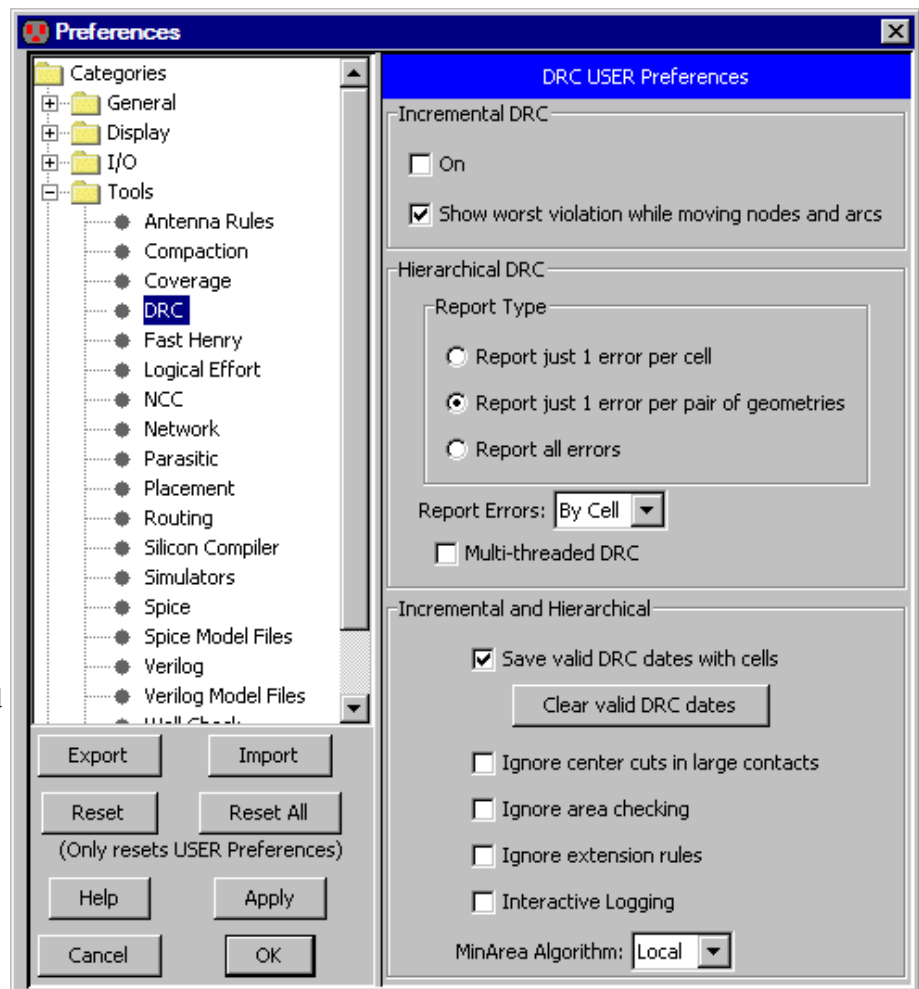 Preferences
Categories
General
Display
I/O
Tools
Antenna Rules
Compaction
Coverage
DRC
Fast Henry
Logical Effort
NCC
Network
Parasitic
Placement
Routing
Silicon Compiler
Simulators
Spice
Spice Model Files
Verilog
Verilog Model Files
Export
Import
Reset
Reset All
(Only resets USER Preferences)
Help
Apply
Cancel
OK
DRC USER Preferences
Incremental DRC
On
Show worst violation while moving nodes and arcs
Hierarchical DRC
Report Type
Report just 1 error per cell
Report just 1 error per pair of geometries
Report all errors
Report Errors: By Cell
Multi-threaded DRC
Incremental and Hierarchical
Save valid DRC dates with cells
Clear valid DRC dates
Ignore center cuts in large contacts
Ignore area checking
Ignore extension rules
Interactive Logging
MinArea Algorithm: Local